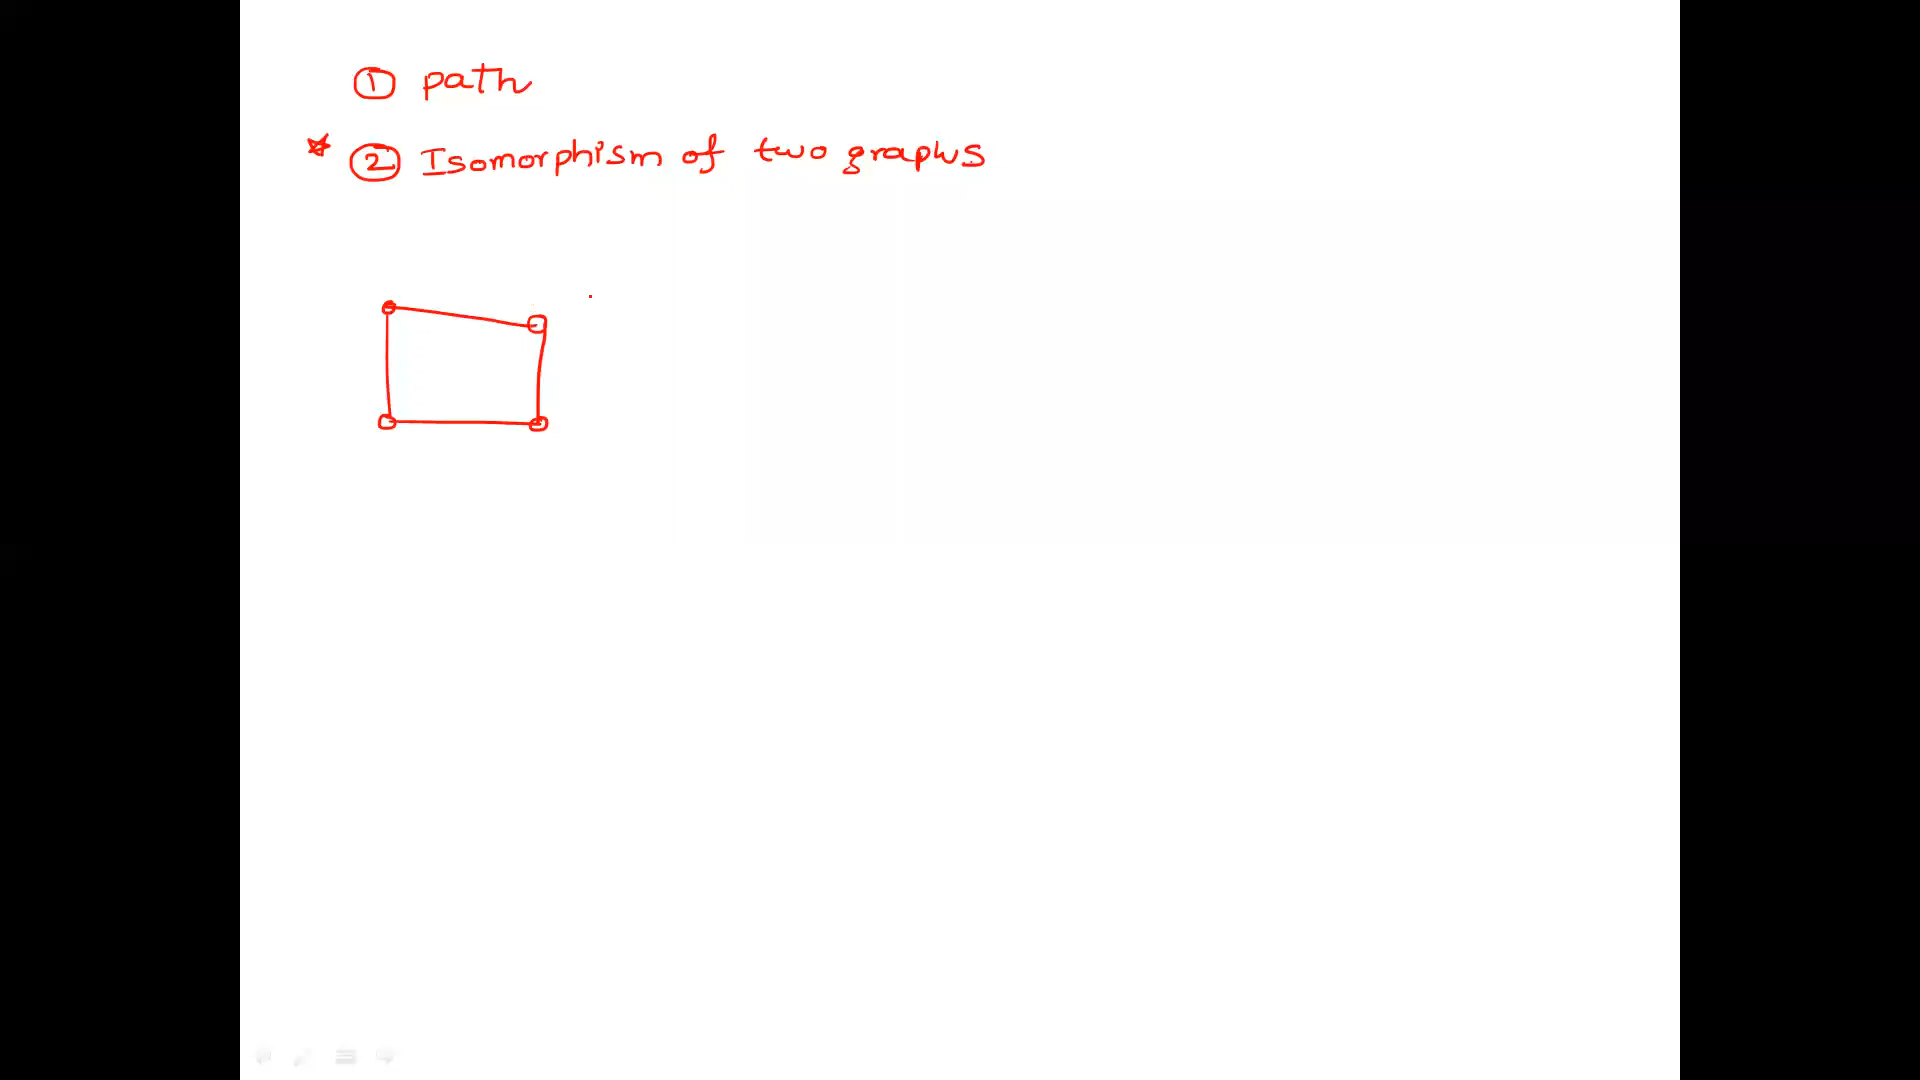 ① path
* ② Isomorphism of two graphs